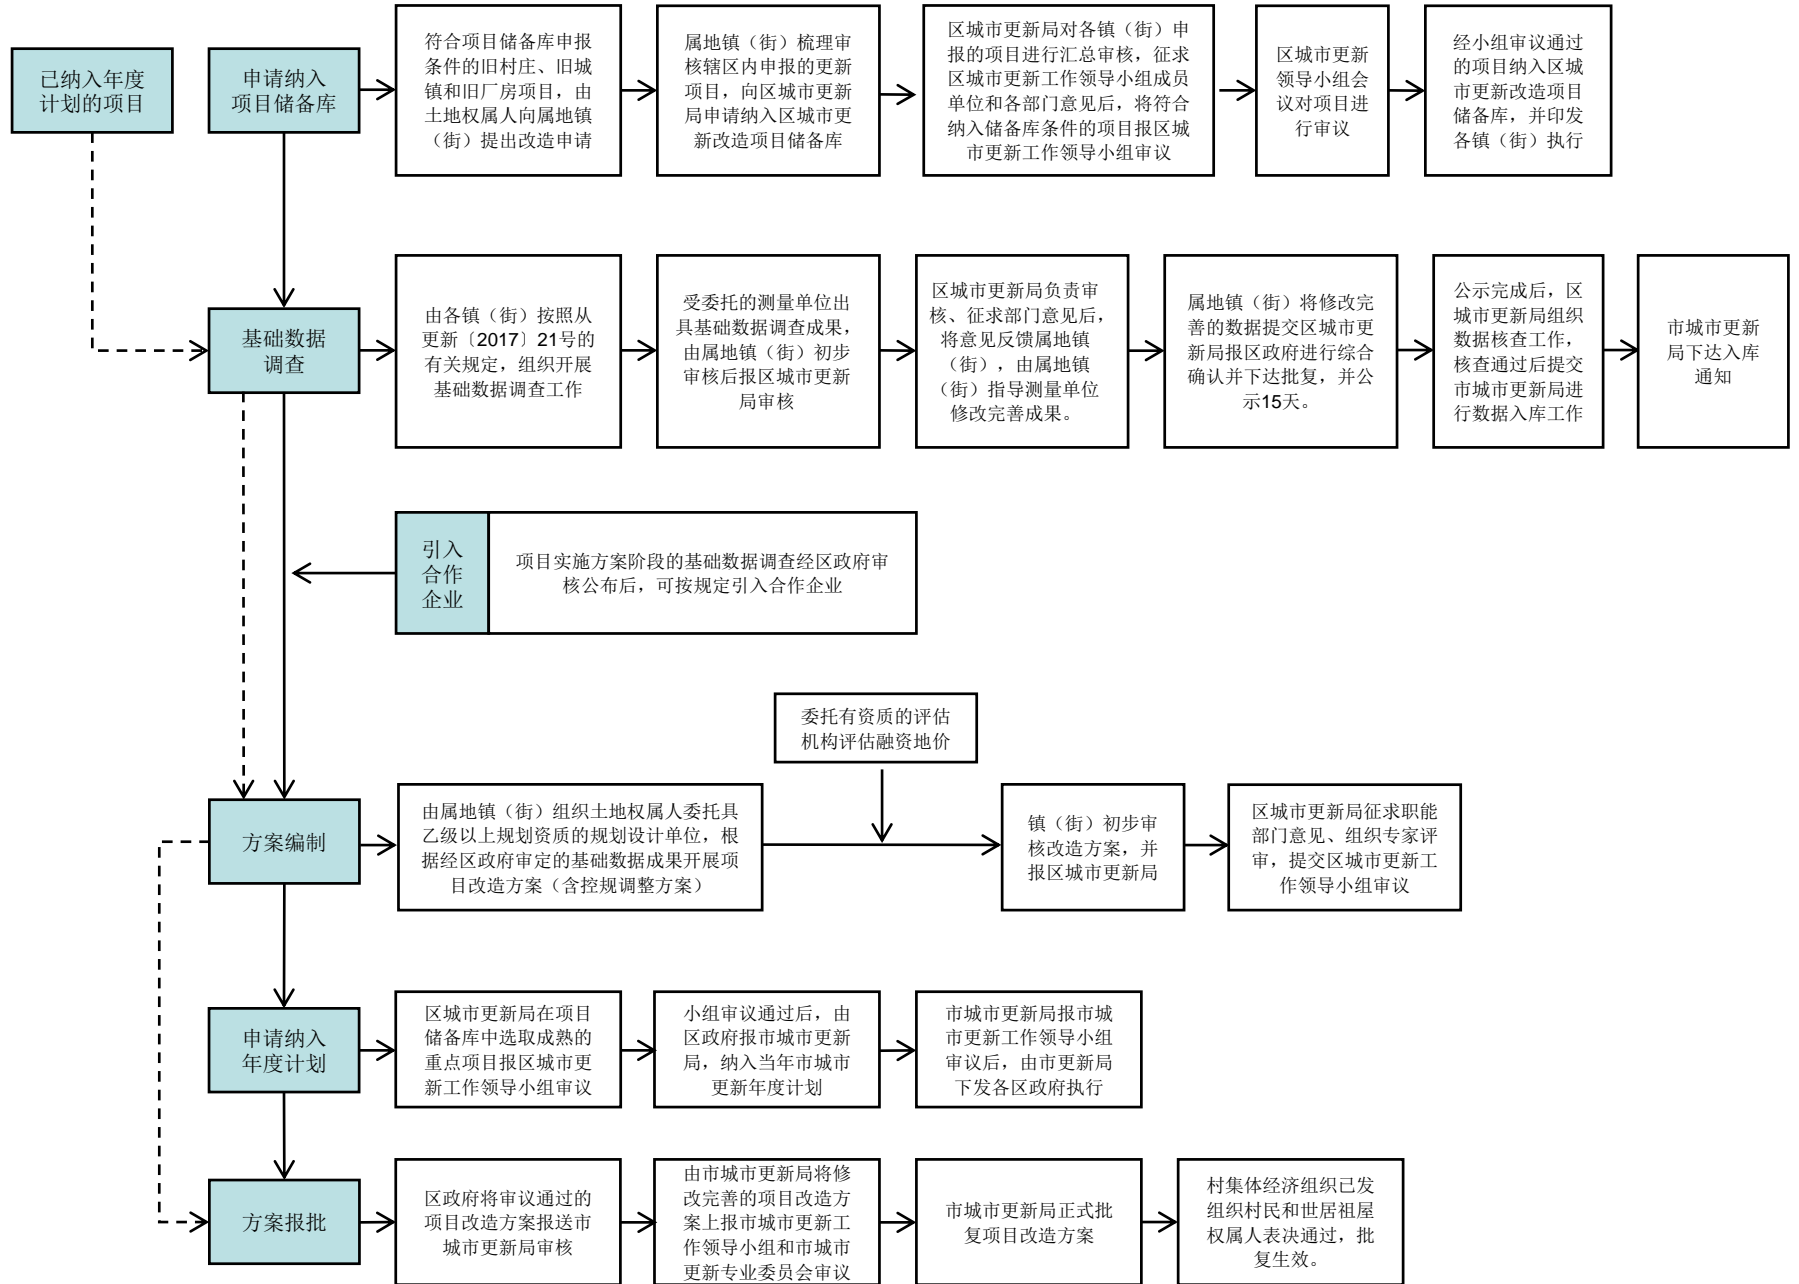 已纳入年度
计划的项目
申请纳入
项目储备库
符合项目储备库申报
条件的旧村庄、旧城
镇和旧厂房项目，由
土地权属人向属地镇
（街）提出改造申请
属地镇（街）梳理审
核辖区内申报的更新
项目，向区城市更新
局申请纳入区城市更
新改造项目储备库
区城市更新局对各镇（街）申
报的项目进行汇总审核，征求
区城市更新工作领导小组成员
单位和各部门意见后，将符合
纳入储备库条件的项目报区城
市更新工作领导小组审议
区城市更新
领导小组会
议对项目进
行审议
经小组审议通过
的项目纳入区城
市更新改造项目
储备库，并印发
各镇（街）执行
基础数据
调查
由各镇（街）按照从
更新〔2017〕21号的
有关规定，组织开展
基础数据调查工作
受委托的测量单位出
具基础数据调查成果，
由属地镇（街）初步
审核后报区城市更新
局审核
区城市更新局负责审
核、征求部门意见后，
将意见反馈属地镇
（街），由属地镇
（街）指导测量单位
修改完善成果。
属地镇（街）将修改完
善的数据提交区城市更
新局报区政府进行综合
确认并下达批复，并公
示15天。
公示完成后，区
城市更新局组织
数据核查工作，
核查通过后提交
市城市更新局进
行数据入库工作
市城市更新
局下达入库
通知
引入
合作
企业
项目实施方案阶段的基础数据调查经区政府审
核公布后，可按规定引入合作企业
委托有资质的评估
机构评估融资地价
方案编制
由属地镇（街）组织土地权属人委托具
乙级以上规划资质的规划设计单位，根
据经区政府审定的基础数据成果开展项
目改造方案（含控规调整方案）
镇（街）初步审
核改造方案，并
报区城市更新局
区城市更新局征求职能
部门意见、组织专家评
审，提交区城市更新工
作领导小组审议
申请纳入
年度计划
区城市更新局在项目
储备库中选取成熟的
重点项目报区城市更
新工作领导小组审议
小组审议通过后，由
区政府报市城市更新
局，纳入当年市城市
更新年度计划
市城市更新局报市城
市更新工作领导小组
审议后，由市更新局
下发各区政府执行
方案报批
区政府将审议通过的
项目改造方案报送市
城市更新局审核
由市城市更新局将修
改完善的项目改造方
案上报市城市更新工
作领导小组和市城市
更新专业委员会审议
市城市更新局正式批
复项目改造方案
村集体经济组织已发
组织村民和世居祖屋
权属人表决通过，批
复生效。